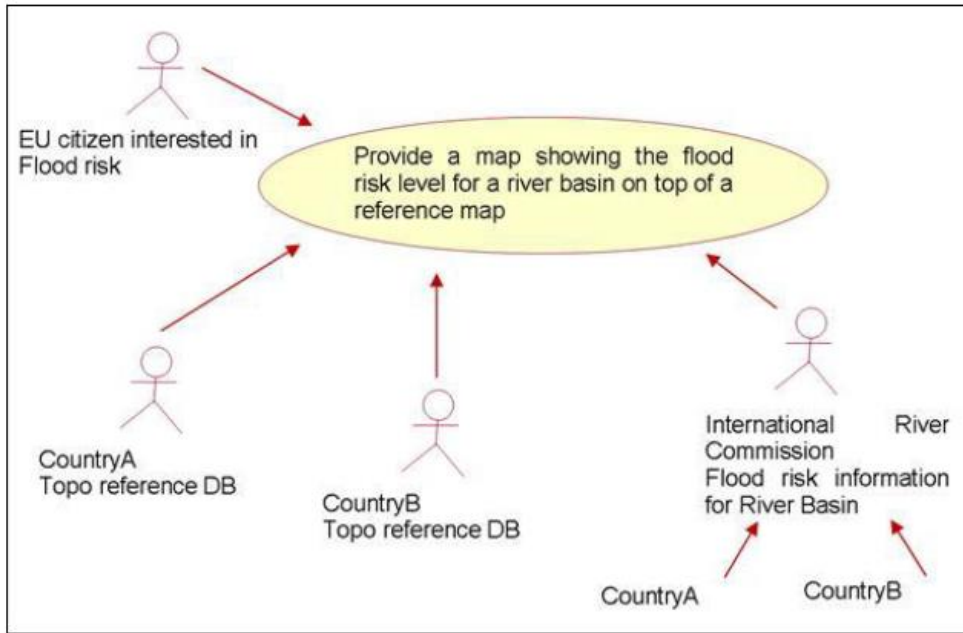 EU citizen interested in
Flood risk
Provide a map showing the flood
risk level for a river basin on top of a
reference map
CountryA
Topo reference DB
CountryB
Topo reference DB
International River
Commission
Flood risk information
for River Basin
CountryA
CountryB